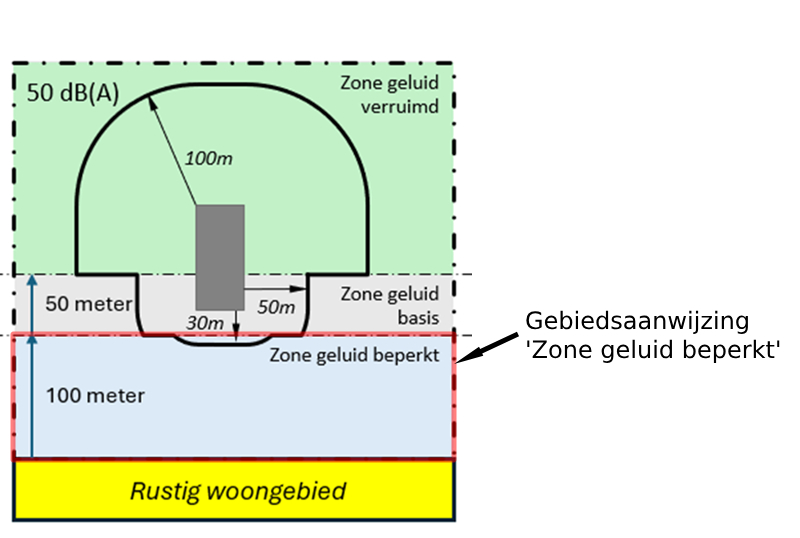 50 dB(A)
Zone geluid
verruimd
100m
50 meter
50m
Zone geluid
basis
30m
Zone geluid beperkt
100 meter
Rustig woongebied
Gebiedsaanwijzing
'Zone geluid beperkt'